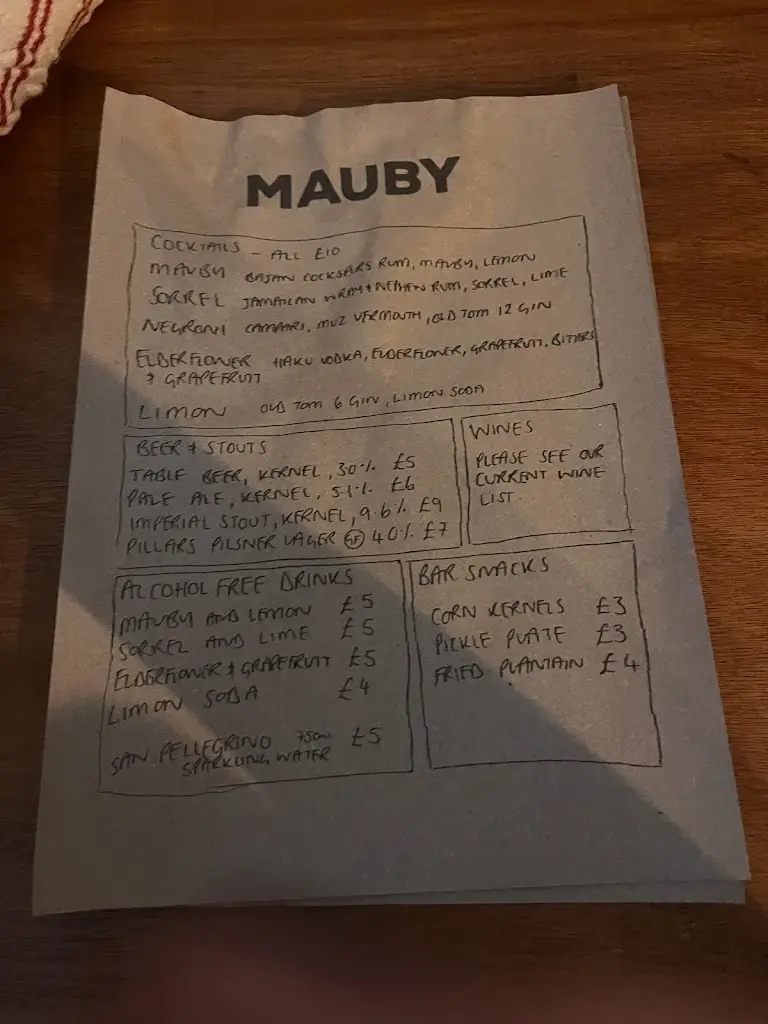 MAUBY
COCKTAILS - ALL £10
MAUBY BAJAN COCKSPURS RUM, MAUBY, LEMON
SORREL JAMAICAN WRAY & NEPHEW RUM, SORREL, LIME
NEGRONI CAMPARI, MUZ VERMOUTH, OLD TOM 12 GIN
ELDERFLOWER HAKU VODKA, ELDERFLOWER, GRAPEFRUIT, BITTERS
& GRAPEFRUIT
LIMON OLD TOM 6 GIN, LIMON SODA
BEER & STOUTS
TABLE BEER, KERNEL, 3.0% £5
PALE ALE, KERNEL, 5.1% £6
IMPERIAL STOUT, KERNEL, 9.6% £9
PILLARS PILSNER LAGER GF 4.0% £7
WINES
PLEASE SEE OUR
CURRENT WINE
LIST.
ALCOHOL FREE DRINKS
MAUBY AND LEMON £5
SORREL AND LIME £5
ELDERFLOWER & GRAPEFRUIT £5
LIMON SODA £4
SAN PELLEGRINO 750ml £5
SPARKLING WATER
BAR SNACKS
CORN KERNELS £3
PICKLE PLATE £3
FRIED PLANTAIN £4